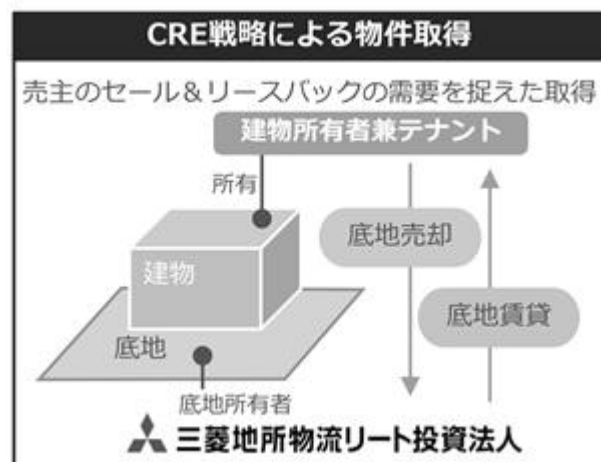 CRE戦略による物件取得
売主のセール＆リースバックの需要を捉えた取得
建物所有者兼テナント
所有
底地売却
建物
底地賃貸
底地
底地所有者
三菱地所物流リート投資法人